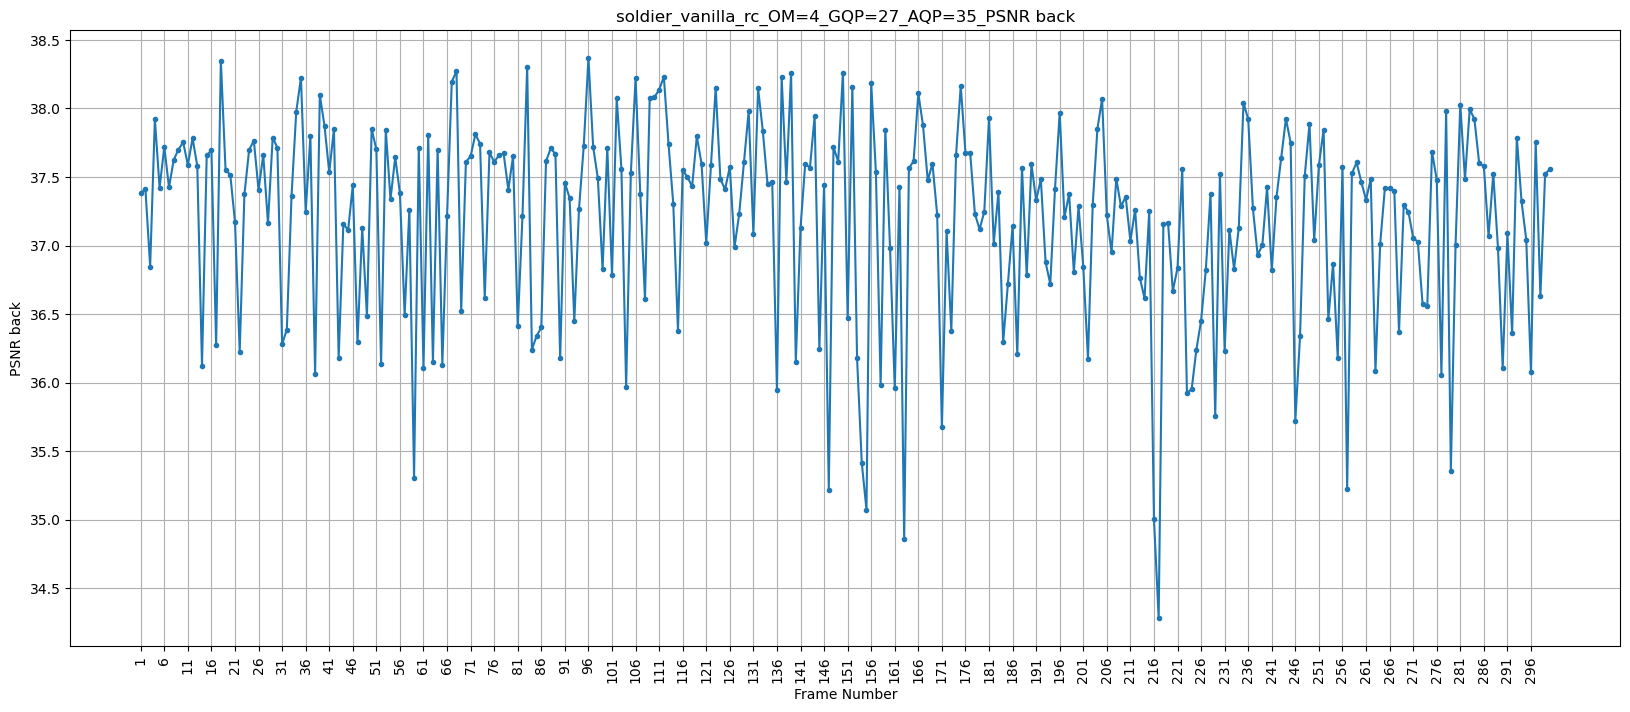 soldier_vanilla_rc_OM=4_GQP=27_AQP=35_PSNR back
38.5
38.0
37.5
37.0
36.5
36.0
35.5
35.0
34.5
PSNR back
1 6 11 16 21 26 31 36 41 46 51 56 61 66 71 76 81 86 91 96 101 106 111 116 121 126 131 136 141 146 151 156 161 166 171 176 181 186 191 196 201 206 211 216 221 226 231 236 241 246 251 256 261 266 271 276 281 286 291 296
Frame Number